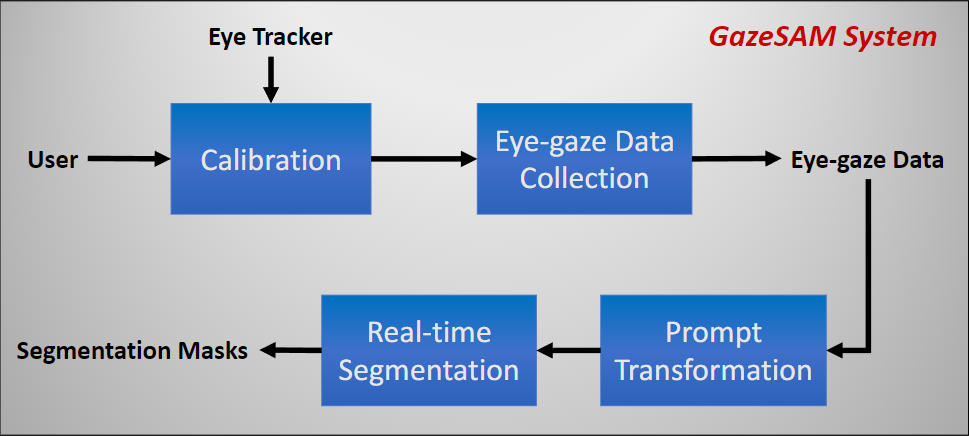 GazeSAM System
Eye Tracker
User
Calibration
Eye-gaze Data
Collection
Eye-gaze Data
Prompt
Transformation
Real-time
Segmentation
Segmentation Masks